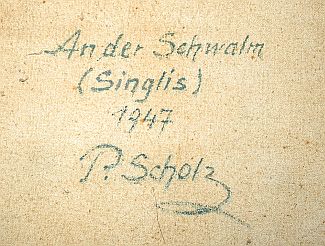 An der Schwalm
(Singlis)
1947
P. Scholz